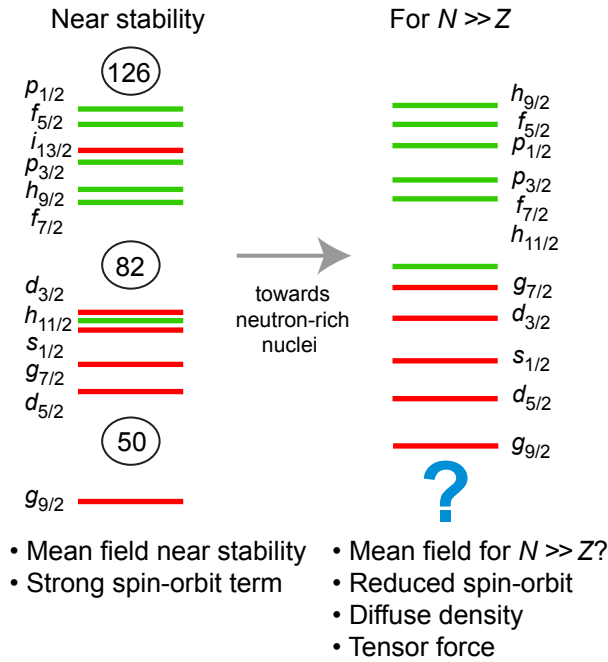 Near stability
For N >> Z
126
p1/2
f5/2
i13/2
p3/2
h9/2
f7/2
82
d3/2
h11/2
s1/2
g7/2
d5/2
50
g9/2
towards
neutron-rich
nuclei
h9/2
f5/2
p1/2
p3/2
f7/2
h11/2
g7/2
d3/2
s1/2
d5/2
g9/2
?
• Mean field near stability
• Strong spin-orbit term
• Mean field for N >> Z?
• Reduced spin-orbit
• Diffuse density
• Tensor force